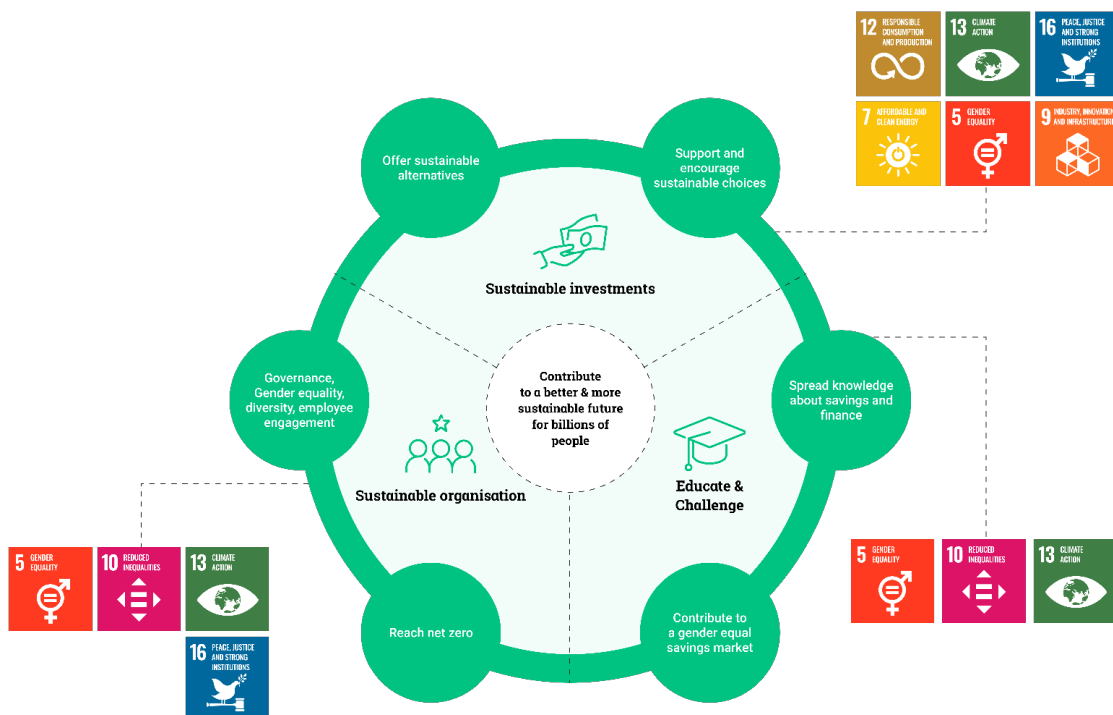 12 RESPONSIBLE
CONSUMPTION
AND PRODUCTION
13 CLIMATE
ACTION
16 PEACE, JUSTICE
AND STRONG
INSTITUTIONS
7 AFFORDABLE AND
CLEAN ENERGY
5 GENDER
EQUALITY
9 INDUSTRY, INNOVATION
AND INFRASTRUCTURE
Offer sustainable
alternatives
Support and
encourage
sustainable choices
Sustainable investments
Governance,
Gender equality,
diversity, employee
engagement
Contribute
to a better & more
sustainable future
for billions of
people
Spread knowledge
about savings and
finance
Sustainable organisation
Educate &
Challenge
5 GENDER
EQUALITY
10 REDUCED
INEQUALITIES
13 CLIMATE
ACTION
16 PEACE, JUSTICE
AND STRONG
INSTITUTIONS
Reach net zero
Contribute to
a gender equal
savings market
5 GENDER
EQUALITY
10 REDUCED
INEQUALITIES
13 CLIMATE
ACTION